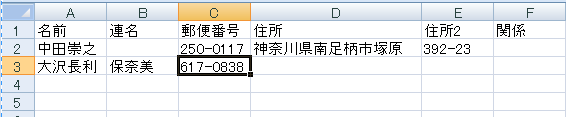 A B C D E F
1 名前 連名 郵便番号 住所 住所2 関係
2 中田崇之 250-0117 神奈川県南足柄市塚原 392-23
3 大沢長利 保奈美 617-0838
4
5